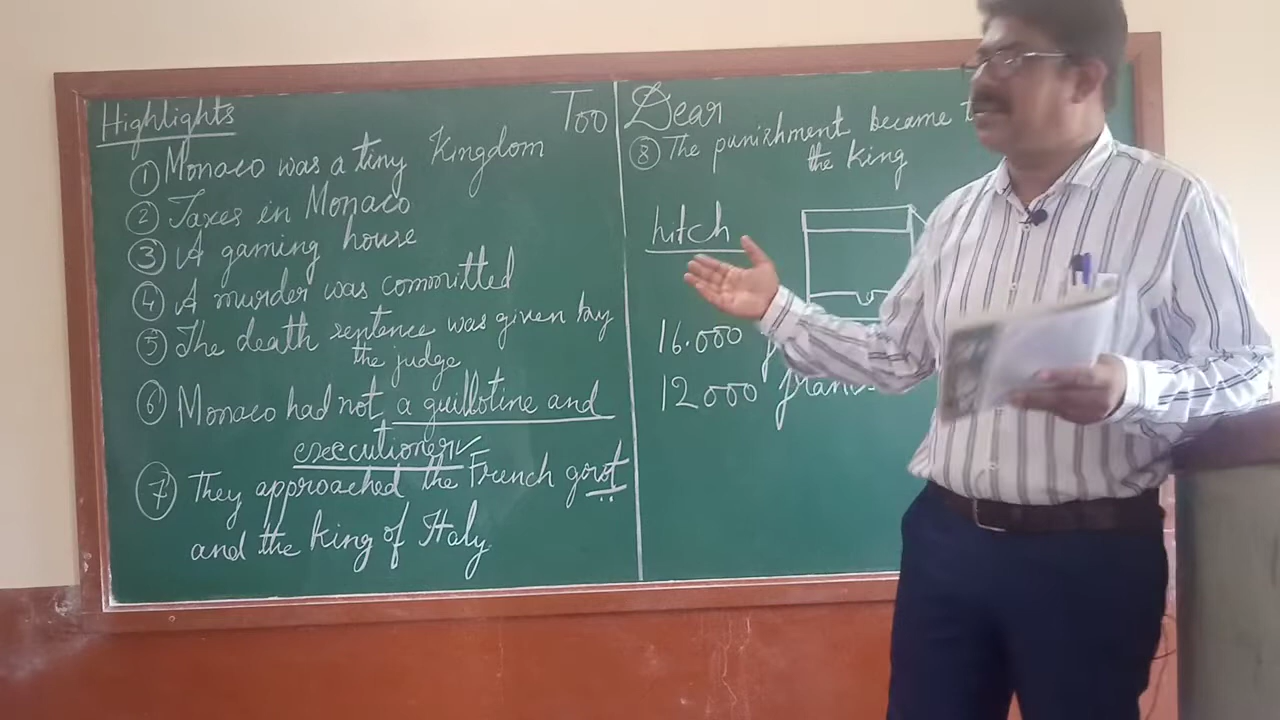 Highlights
Too Dear
① Monaco was a tiny Kingdom
② Taxes in Monaco
③ A gaming house
④ A murder was committed
⑤ The death sentence was given by
the judge
⑥ Monaco had not a guillotine and
executioner
⑦ They approached the French govt
and the king of Italy
⑧ The punishment became
the King
hitch
16.000
12000 francs